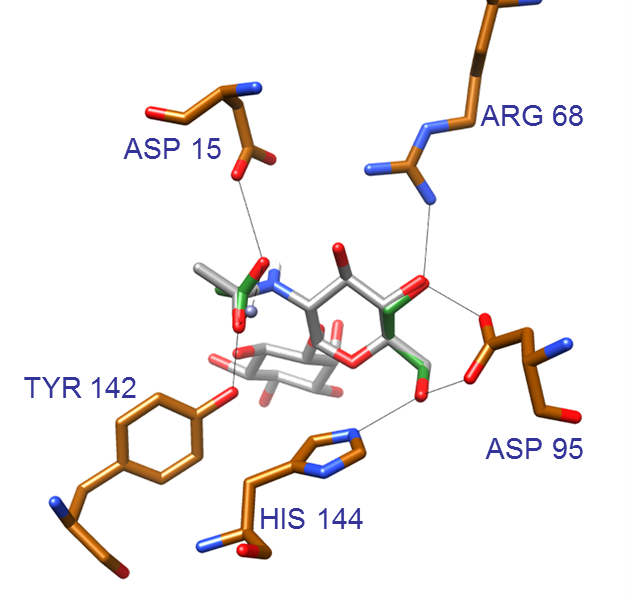 ARG 68
ASP 15
TYR 142
ASP 95
HIS 144